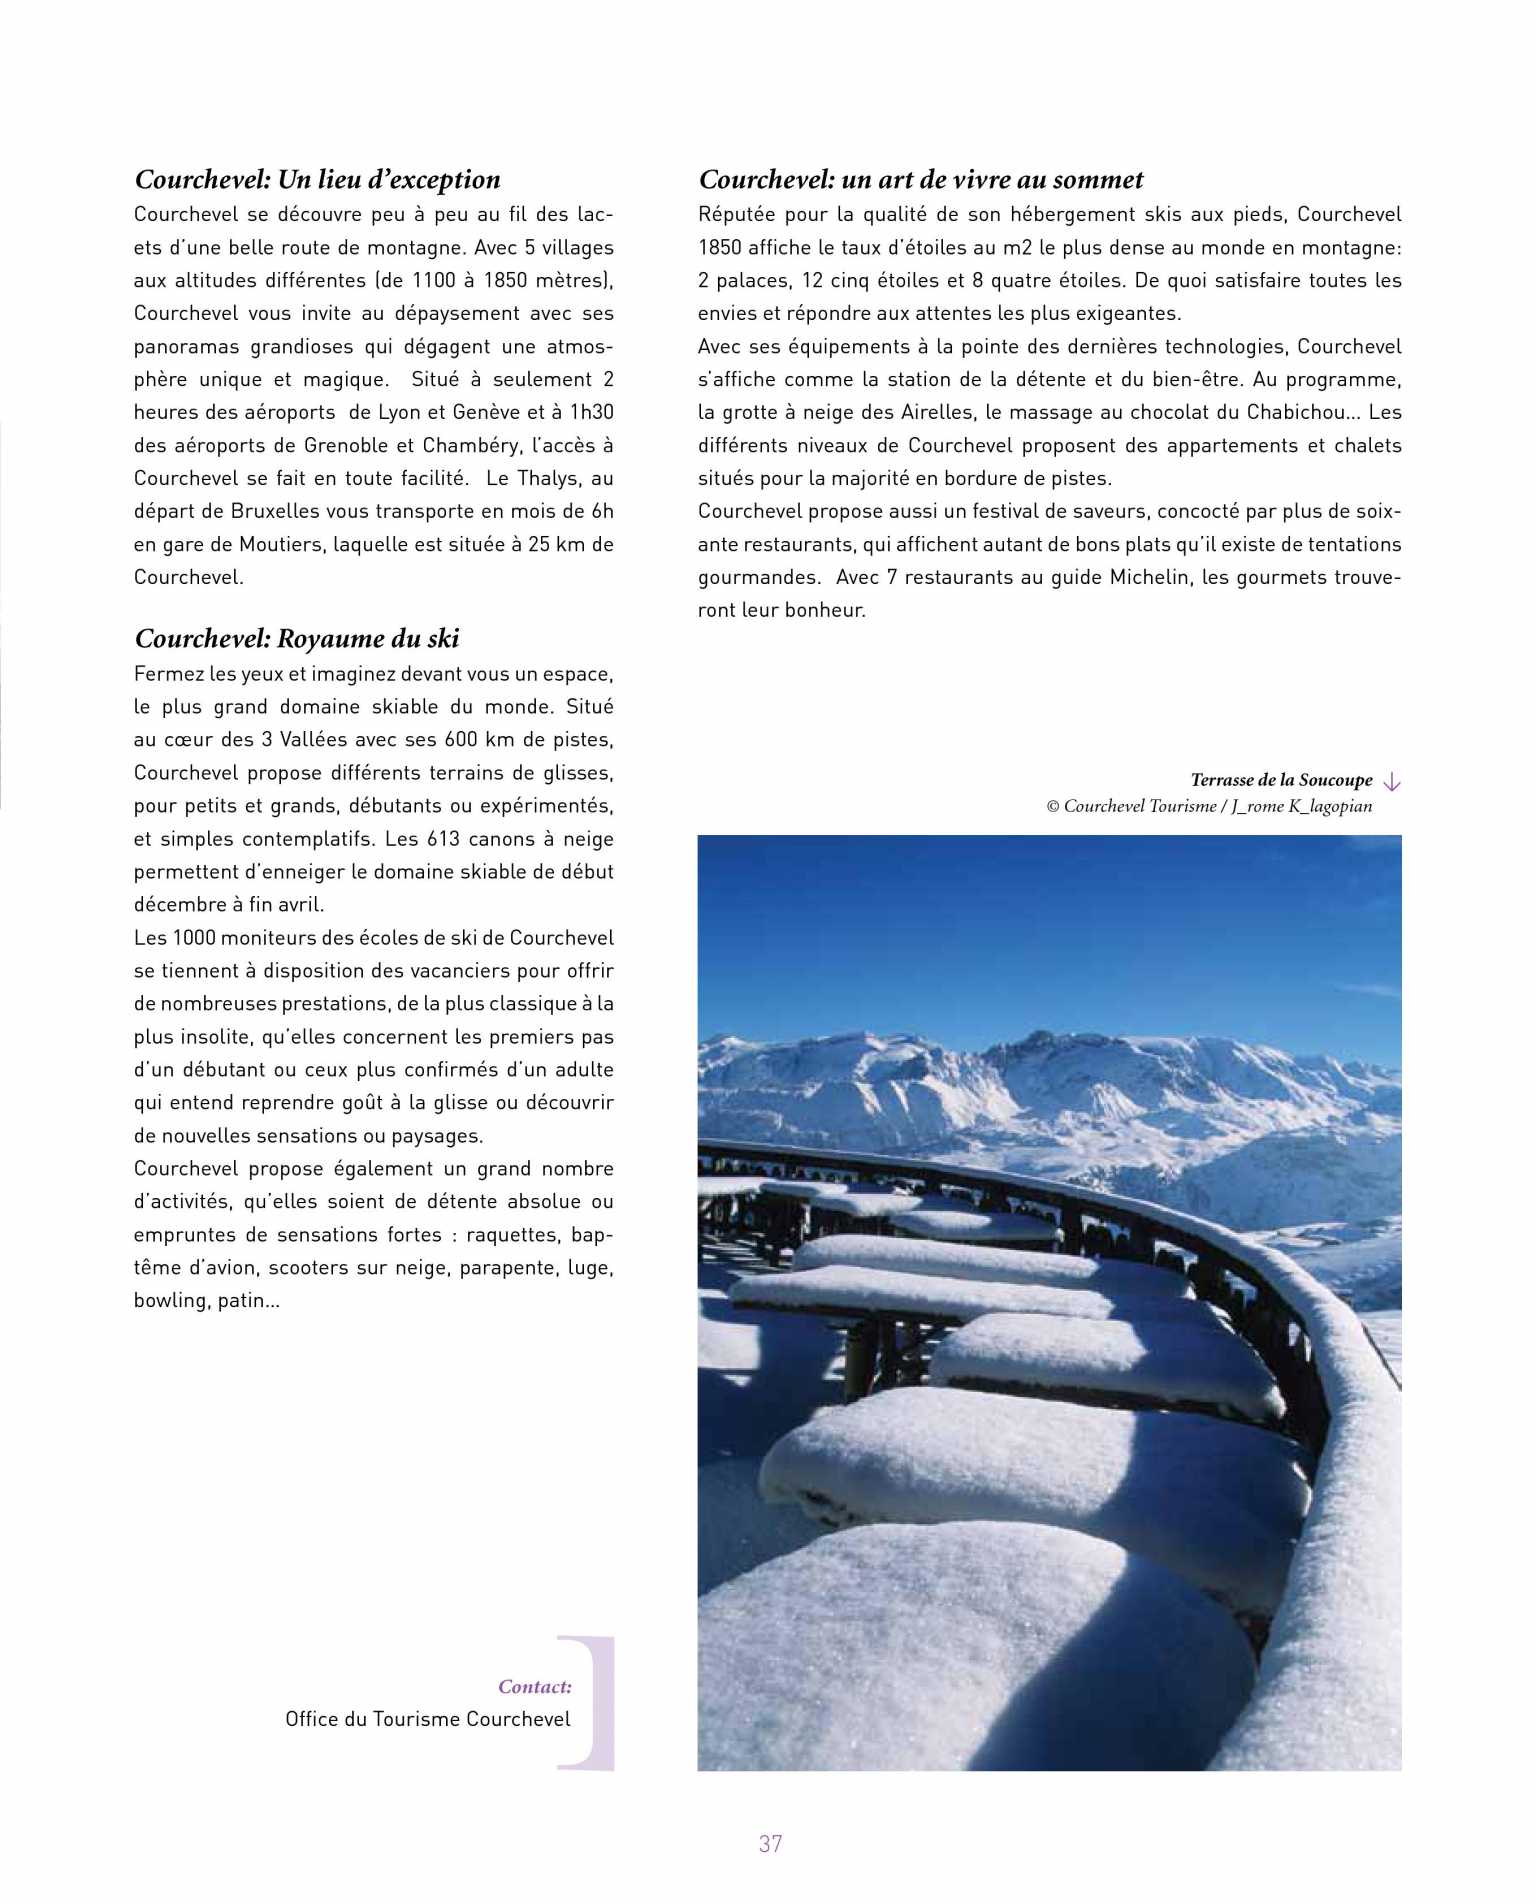 Courchevel: Un lieu d’exception
Courchevel se découvre peu à peu au fil des lac-
ets d’une belle route de montagne. Avec 5 villages
aux altitudes différentes (de 1100 à 1850 mètres),
Courchevel vous invite au dépaysement avec ses
panoramas grandioses qui dégagent une atmos-
phère unique et magique.  Situé à seulement 2
heures des aéroports  de Lyon et Genève et à 1h30
des aéroports de Grenoble et Chambéry, l’accès à
Courchevel se fait en toute facilité.  Le Thalys, au
départ de Bruxelles vous transporte en mois de 6h
en gare de Moutiers, laquelle est située à 25 km de
Courchevel.
Courchevel: Royaume du ski
Fermez les yeux et imaginez devant vous un espace,
le plus grand domaine skiable du monde. Situé
au cœur des 3 Vallées avec ses 600 km de pistes,
Courchevel propose différents terrains de glisses,
pour petits et grands, débutants ou expérimentés,
et simples contemplatifs. Les 613 canons à neige
permettent d’enneiger le domaine skiable de début
décembre à fin avril.
Les 1000 moniteurs des écoles de ski de Courchevel
se tiennent à disposition des vacanciers pour offrir
de nombreuses prestations, de la plus classique à la
plus insolite, qu’elles concernent les premiers pas
d’un débutant ou ceux plus confirmés d’un adulte
qui entend reprendre goût à la glisse ou découvrir
de nouvelles sensations ou paysages.
Courchevel propose également un grand nombre
d’activités, qu’elles soient de détente absolue ou
empruntes de sensations fortes : raquettes, bap-
tême d’avion, scooters sur neige, parapente, luge,
bowling, patin...
Contact:
Office du Tourisme Courchevel
Courchevel: un art de vivre au sommet
Réputée pour la qualité de son hébergement skis aux pieds, Courchevel
1850 affiche le taux d’étoiles au m2 le plus dense au monde en montagne:
2 palaces, 12 cinq étoiles et 8 quatre étoiles. De quoi satisfaire toutes les
envies et répondre aux attentes les plus exigeantes.
Avec ses équipements à la pointe des dernières technologies, Courchevel
s’affiche comme la station de la détente et du bien-être. Au programme,
la grotte à neige des Airelles, le massage au chocolat du Chabichou... Les
différents niveaux de Courchevel proposent des appartements et chalets
situés pour la majorité en bordure de pistes.
Courchevel propose aussi un festival de saveurs, concocté par plus de soix-
ante restaurants, qui affichent autant de bons plats qu’il existe de tentations
gourmandes.  Avec 7 restaurants au guide Michelin, les gourmets trouve-
ront leur bonheur.
Terrasse de la Soucoupe ↓
© Courchevel Tourisme / J_rome K_lagopian
37